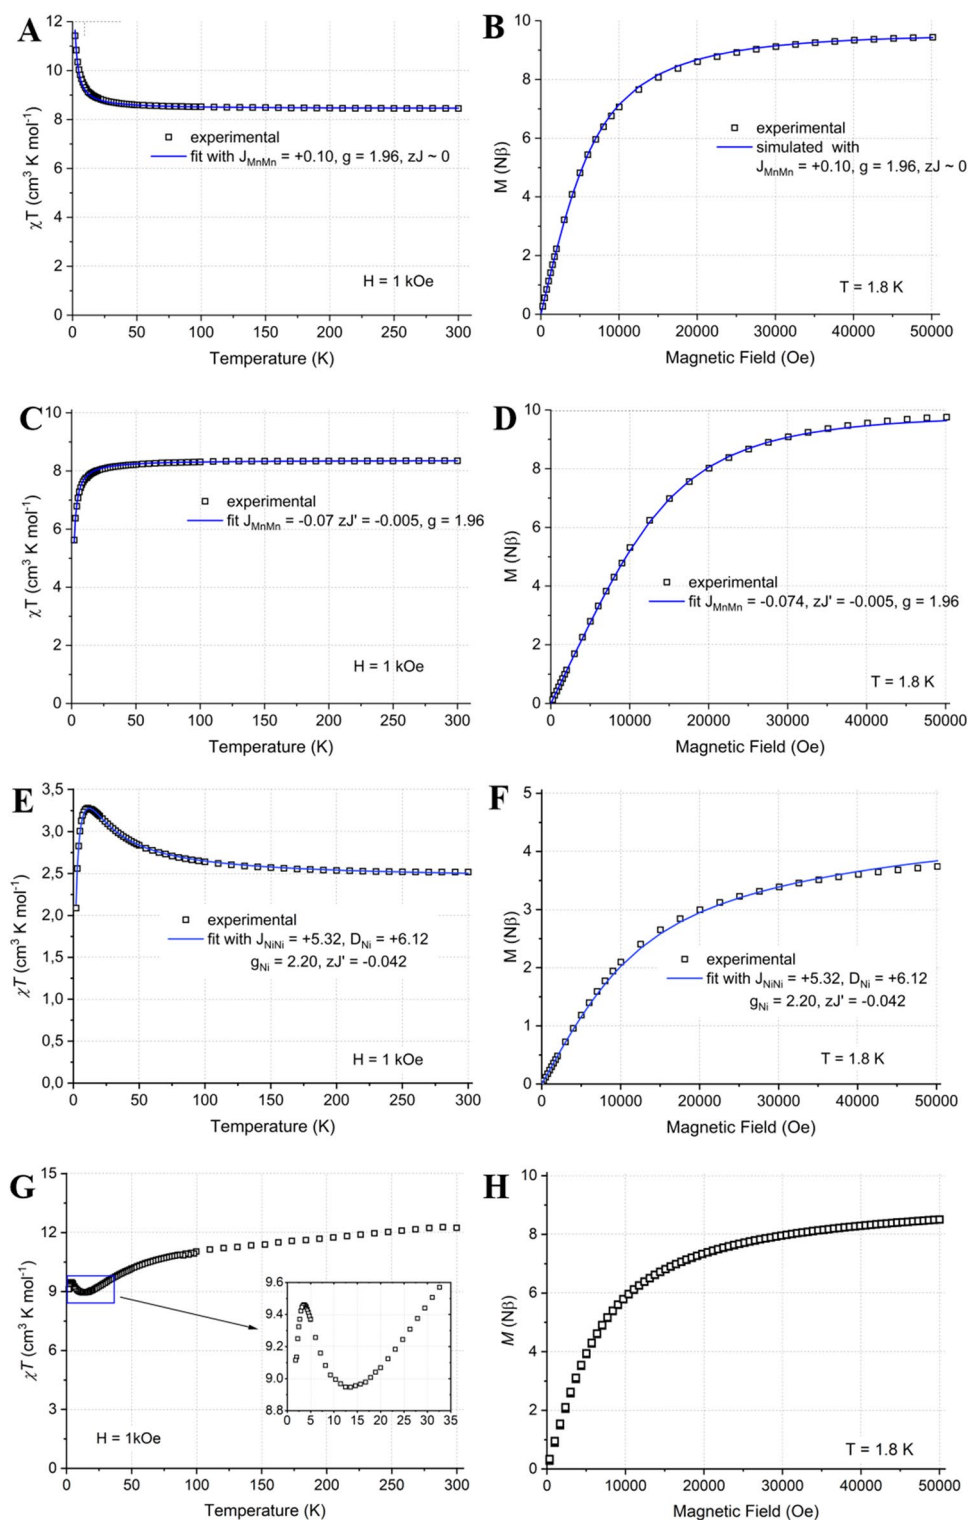 A
12
10
8
6
4
2
0
χT (cm³ K mol⁻¹)
experimental
fit with J_MnMn = +0.10, g = 1.96, zJ ~ 0
H = 1 kOe
0 50 100 150 200 250 300
Temperature (K)
B
10
8
6
4
2
0
M (Nβ)
experimental
simulated with
J_MnMn = +0.10, g = 1.96, zJ ~ 0
T = 1.8 K
0 10000 20000 30000 40000 50000
Magnetic Field (Oe)
C
10
8
6
4
2
0
χT (cm³ K mol⁻¹)
experimental
fit J_MnMn = -0.07 zJ' = -0.005, g = 1.96
H = 1 kOe
0 50 100 150 200 250 300
Temperature (K)
D
10
8
6
4
2
0
M (Nβ)
experimental
fit J_MnMn = -0.074, zJ' = -0.005, g = 1.96
T = 1.8 K
0 10000 20000 30000 40000 50000
Magnetic Field (Oe)
E
3,5
3,0
2,5
2,0
1,5
1,0
0,5
0,0
χT (cm³ K mol⁻¹)
experimental
fit with J_NiNi = +5.32, D_Ni = +6.12
g_Ni = 2.20, zJ' = -0.042
H = 1 kOe
0 50 100 150 200 250 300
Temperature (K)
F
5
4
3
2
1
0
M (Nβ)
experimental
fit with J_NiNi = +5.32, D_Ni = +6.12
g_Ni = 2.20, zJ' = -0.042
T = 1.8 K
0 10000 20000 30000 40000 50000
Magnetic Field (Oe)
G
15
12
9
6
3
0
χT (cm³ K mol⁻¹)
9.6
9.4
9.2
9.0
8.8
0 5 10 15 20 25 30 35
H = 1kOe
0 50 100 150 200 250 300
Temperature (K)
H
10
8
6
4
2
0
M (Nβ)
T = 1.8 K
0 10000 20000 30000 40000 50000
Magnetic Field (Oe)